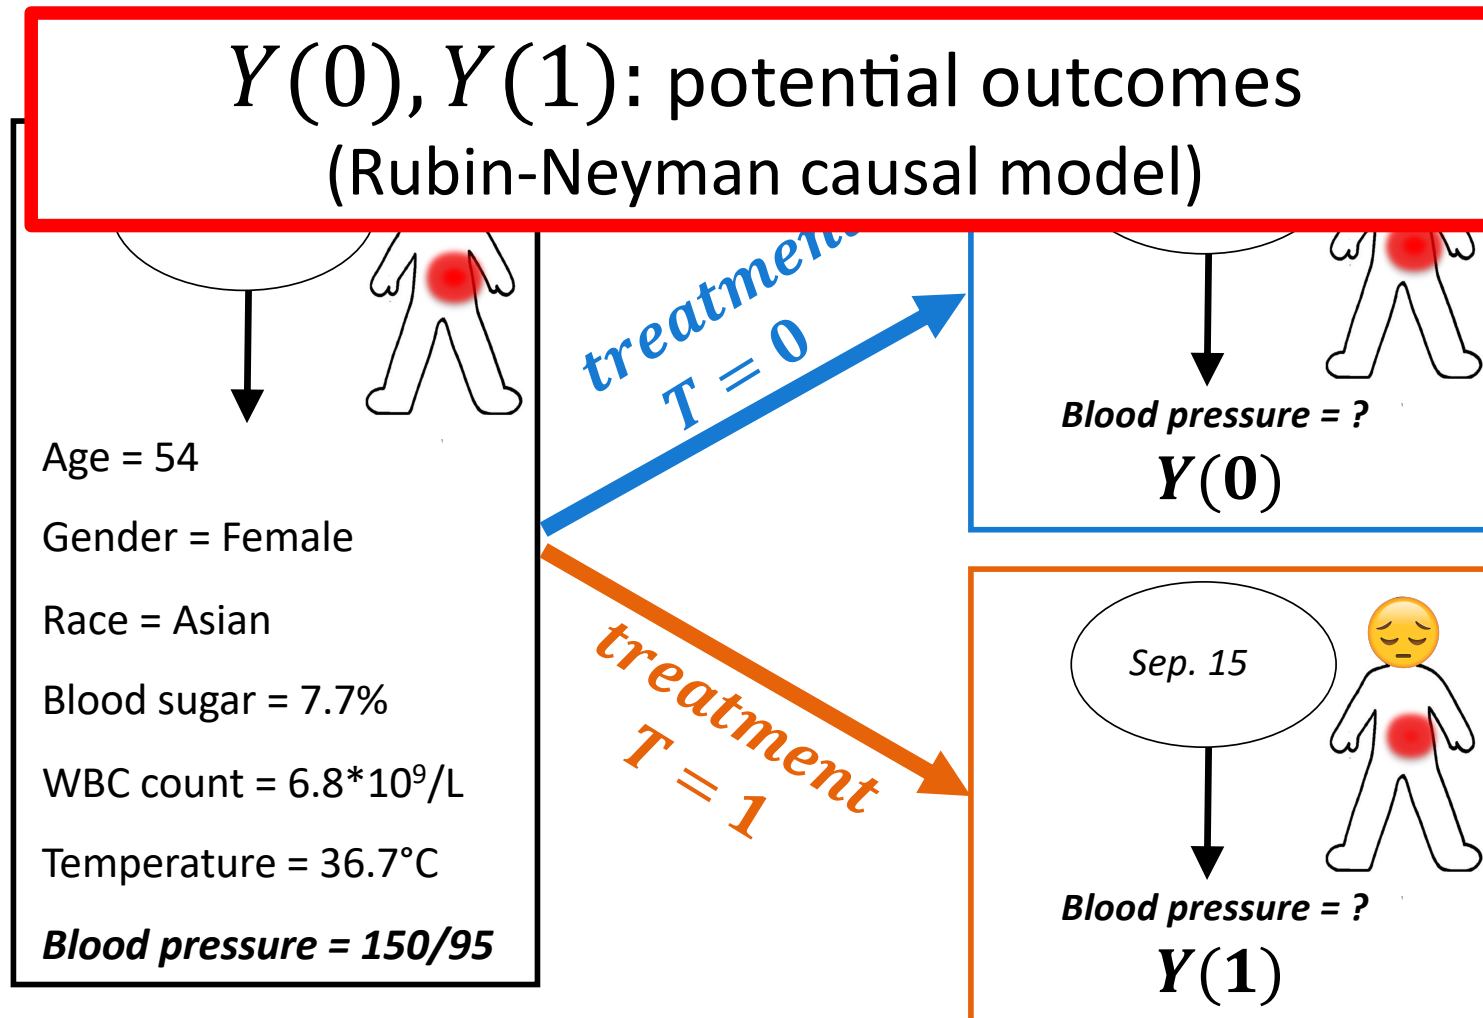 Y(0), Y(1): potential outcomes
(Rubin-Neyman causal model)
Age = 54
Gender = Female
Race = Asian
Blood sugar = 7.7%
WBC count = 6.8*10⁹/L
Temperature = 36.7°C
Blood pressure = 150/95
treatment
T = 0
treatment
T = 1
Blood pressure = ?
Y(0)
Sep. 15
Blood pressure = ?
Y(1)